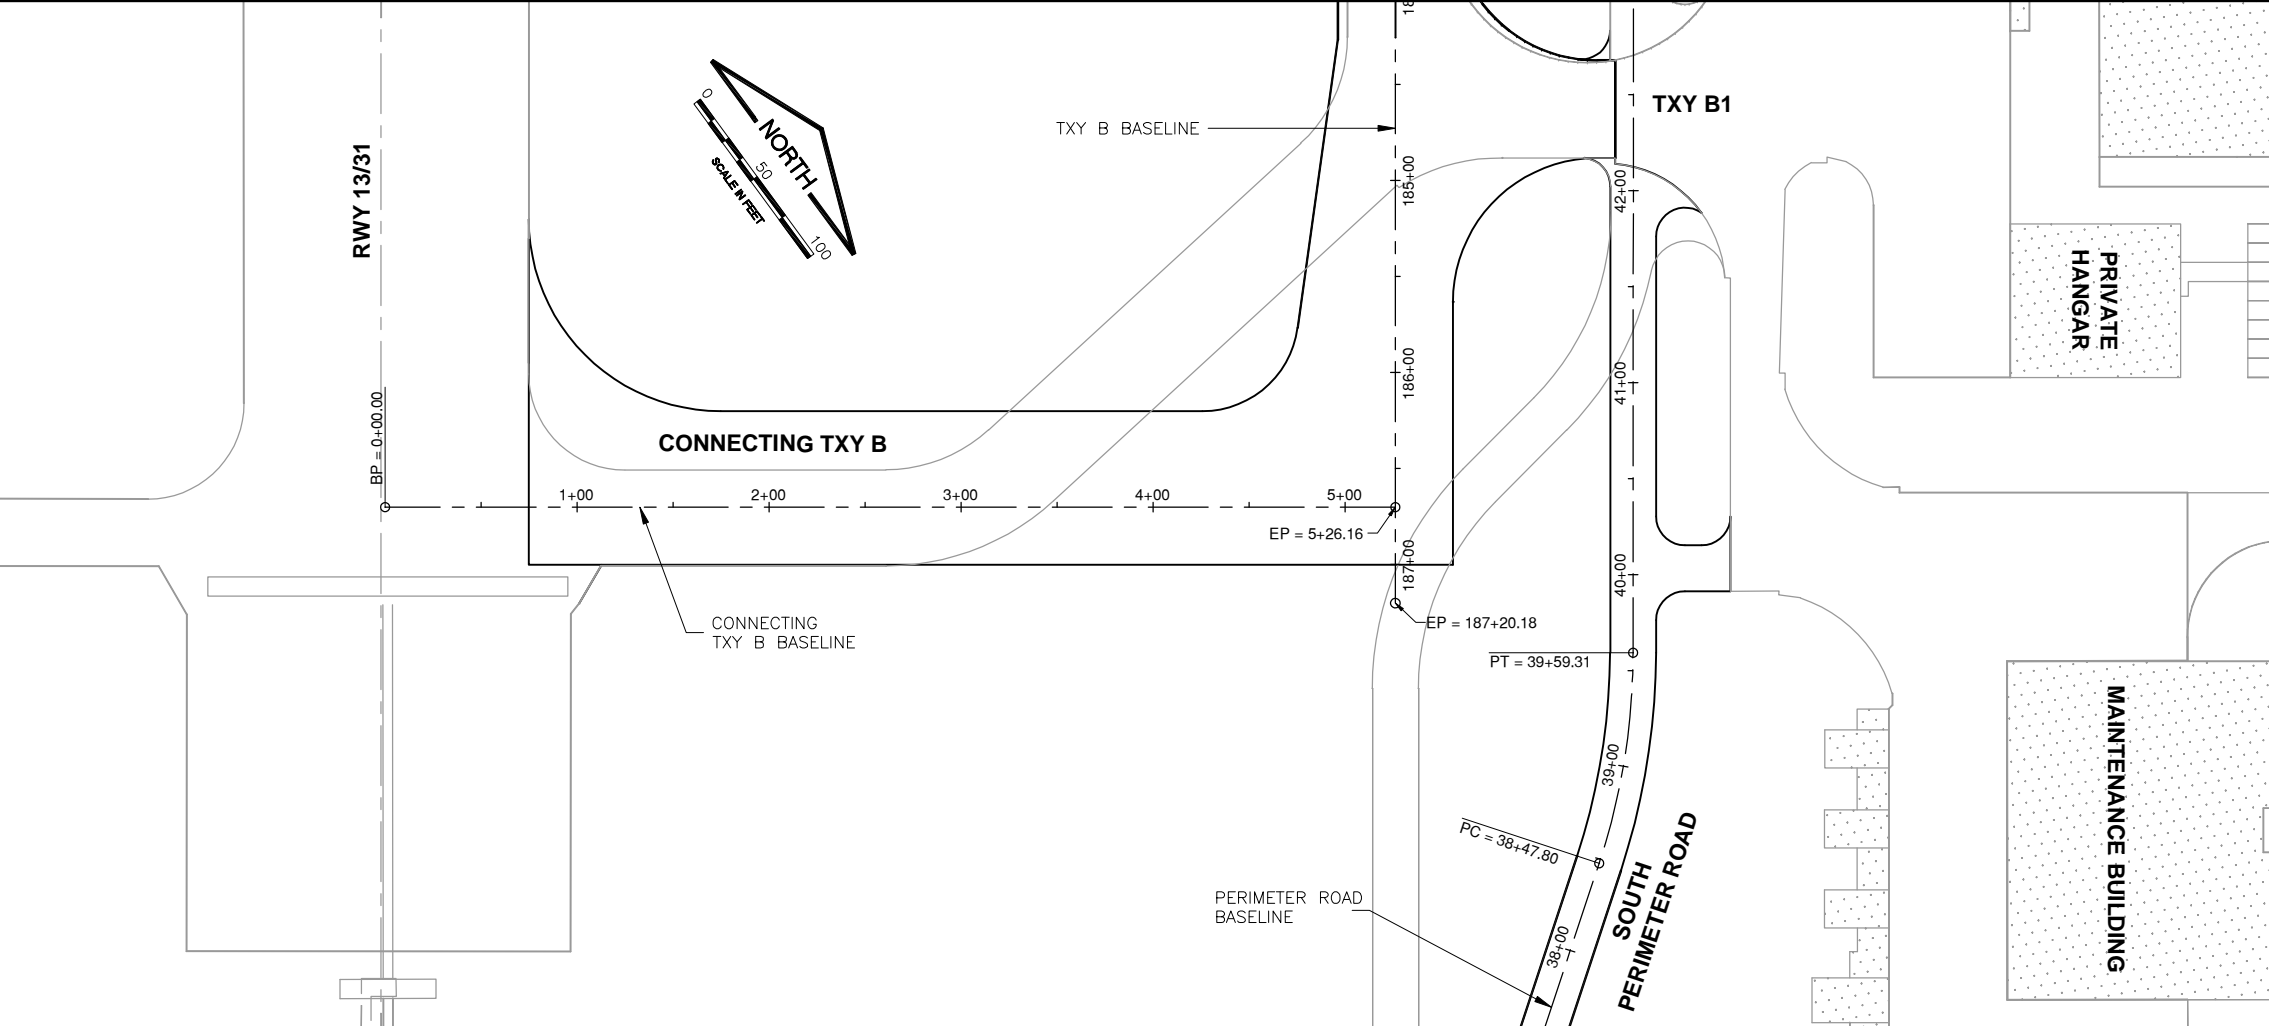 TXY B1
TXY B BASELINE
RWY 13/31
0
NORTH
50
SCALE IN FEET
100
185+00
42+00
PRIVATE
HANGAR
186+00
41+00
BP = 0+00.00
CONNECTING TXY B
1+00
2+00
3+00
4+00
5+00
EP = 5+26.16
187+00
40+00
CONNECTING
TXY B BASELINE
EP = 187+20.18
PT = 39+59.31
39+00
MAINTENANCE BUILDING
PC = 38+47.80
SOUTH
PERIMETER ROAD
PERIMETER ROAD
BASELINE
38+00